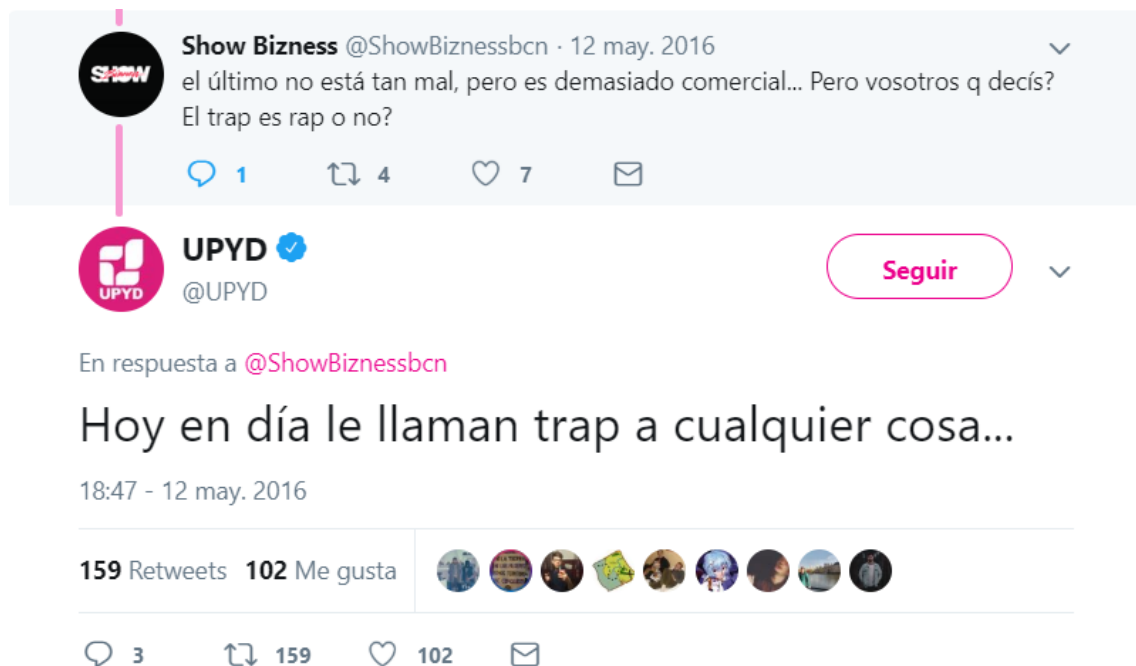 Show Bizness @ShowBiznessbcn · 12 may. 2016
el último no está tan mal, pero es demasiado comercial... Pero vosotros q decís?
El trap es rap o no?
1 4 7
SHOW
UPYD
@UPYD
UPYD
Seguir
En respuesta a @ShowBiznessbcn
Hoy en día le llaman trap a cualquier cosa...
18:47 - 12 may. 2016
159 Retweets 102 Me gusta
3 159 102